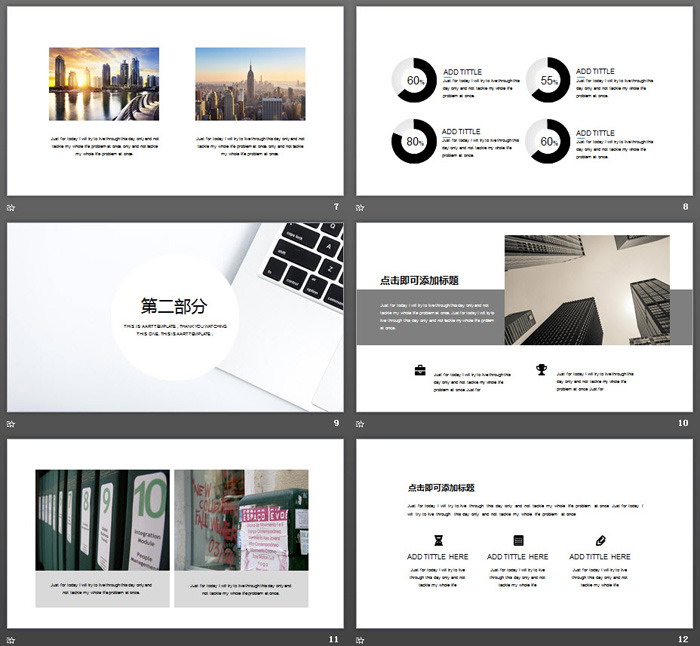 Just for today I will try to live through this day only and not
tackle my whole life problem at once. only and not tackle
my whole life problem at once.
Just for today I will try to live through this day only and not
tackle my whole life problem at once. only and not tackle
my whole life problem at once.
7
60%
ADD TITTLE
Just for today I will try to live through this
day only and not tackle my whole life
problem at once.
55%
ADD TITTLE
Just for today I will try to live through this
day only and not tackle my whole life
problem at once.
80%
ADD TITTLE
Just for today I will try to live through this
day only and not tackle my whole life
problem at once.
60%
ADD TITTLE
Just for today I will try to live through this
day only and not tackle my whole life
problem at once.
8
第二部分
THIS IS A ART TEMPLATE , THANK YOU WATCHING
THIS ONE. THIS IS A ART TEMPLATE ,
caps lock
shift
A
Z
9
点击即可添加标题
Just for today I will try to live through this day only and not
tackle my whole life problem at once. Just for today I will try to
live through this day only and not tackle my whole life problem
at once.
Just for today I will try to live through
this day only and not tackle my whole
life problem at once Just for
Just for today I will try to live through
this day only and not tackle my whole
life problem at once Just for
10
8
9
10
Integration
Module
People
Management
NEW
FALL
ESPAÇO
Just for today I will try to live through this day only and
not tackle my whole life problem at once.
Just for today I will try to live through this day only and
not tackle my whole life problem at once.
11
点击即可添加标题
Just for today I will try to live through this day only and not tackle my whole life problem at once. Just for today I
will try to live through this day only and not tackle my whole life problem at once
ADD TITTLE HERE
Just for today I will try to live
through this day only and not
tackle my whole life
ADD TITTLE HERE
Just for today I will try to live
through this day only and not
tackle my whole life
ADD TITTLE HERE
Just for today I will try to live
through this day only and not
tackle my whole life
12